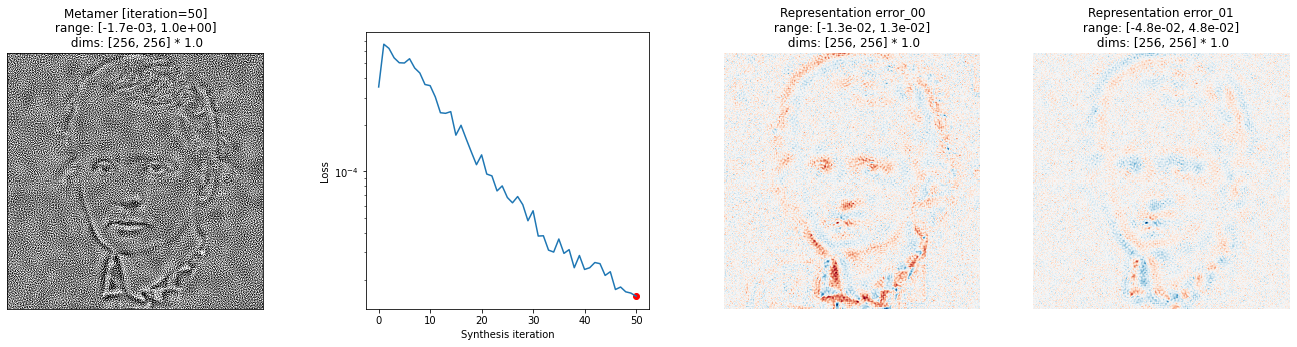 Metamer [iteration=50]
range: [-1.7e-03, 1.0e+00]
dims: [256, 256] * 1.0
Loss
10⁻⁴
0
10
20
30
40
50
Synthesis iteration
Representation error_00
range: [-1.3e-02, 1.3e-02]
dims: [256, 256] * 1.0
Representation error_01
range: [-4.8e-02, 4.8e-02]
dims: [256, 256] * 1.0